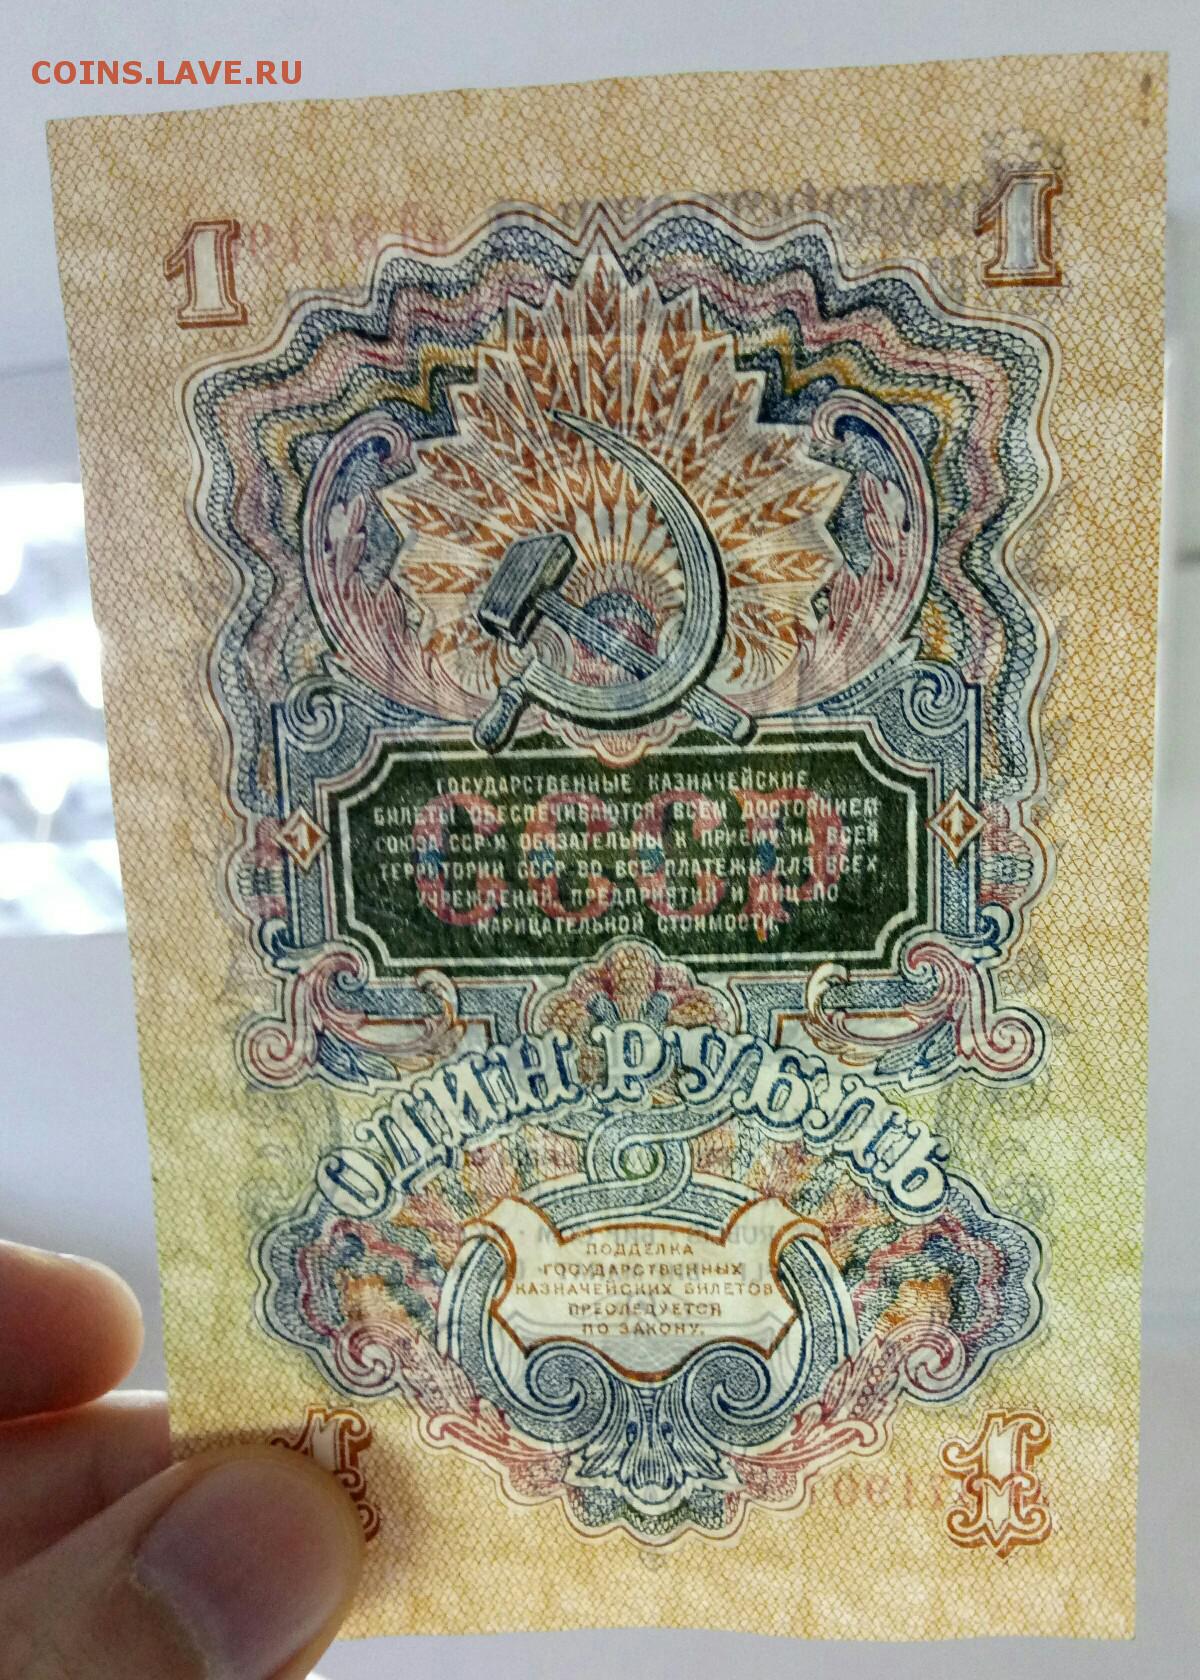 COINS.LAVE.RU
1
1
ГОСУДАРСТВЕННЫЕ КАЗНАЧЕЙСКИЕ
БИЛЕТЫ ОБЕСПЕЧИВАЮТСЯ ВСЕМ ДОСТОЯНИЕМ
СОЮЗА ССР И ОБЯЗАТЕЛЬНЫ К ПРИЕМУ НА ВСЕЙ
1
1
ТЕРРИТОРИИ СССР ВО ВСЕ ПЛАТЕЖИ ДЛЯ ВСЕХ
УЧРЕЖДЕНИЙ, ПРЕДПРИЯТИЙ И ЛИЦ ПО
НАРИЦАТЕЛЬНОЙ СТОИМОСТИ.
ОДИН РУБЛЬ
ПОДДЕЛКА
ГОСУДАРСТВЕННЫХ
КАЗНАЧЕЙСКИХ БИЛЕТОВ
ПРЕСЛЕДУЕТСЯ
ПО ЗАКОНУ.
1
1